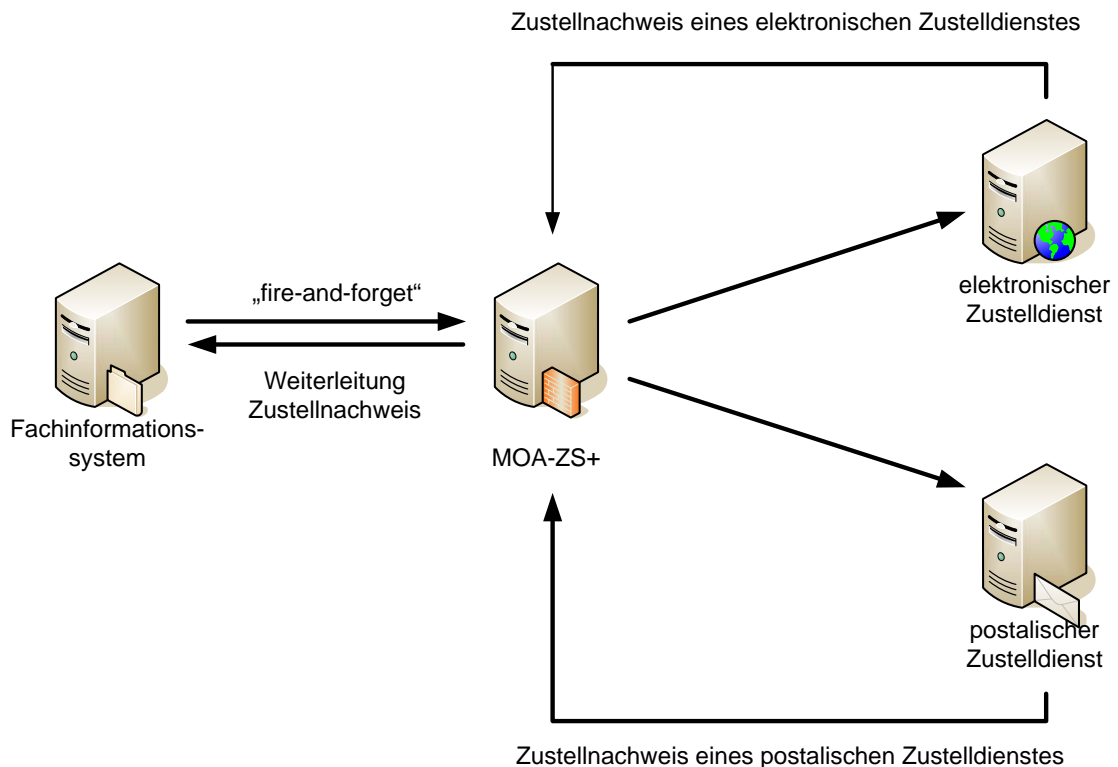 Zustellnachweis eines elektronischen Zustelldienstes
„fire-and-forget“
Weiterleitung
Zustellnachweis
Fachinformations-
system
MOA-ZS+
elektronischer
Zustelldienst
postalischer
Zustelldienst
Zustellnachweis eines postalischen Zustelldienstes